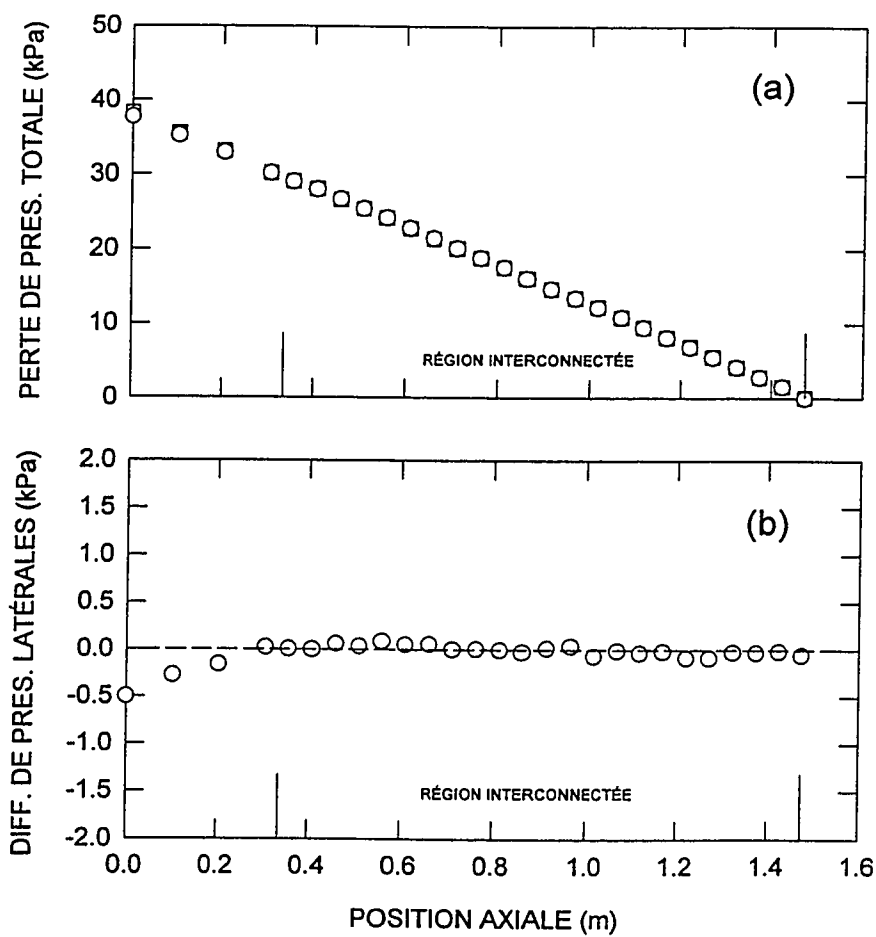 PERTE DE PRES. TOTALE (kPa)
50
40
30
20
10
0
(a)
RÉGION INTERCONNECTÉE
DIFF. DE PRES. LATÉRALES (kPa)
2.0
1.5
1.0
0.5
0.0
-0.5
-1.0
-1.5
-2.0
(b)
RÉGION INTERCONNECTÉE
0.0 0.2 0.4 0.6 0.8 1.0 1.2 1.4 1.6
POSITION AXIALE (m)